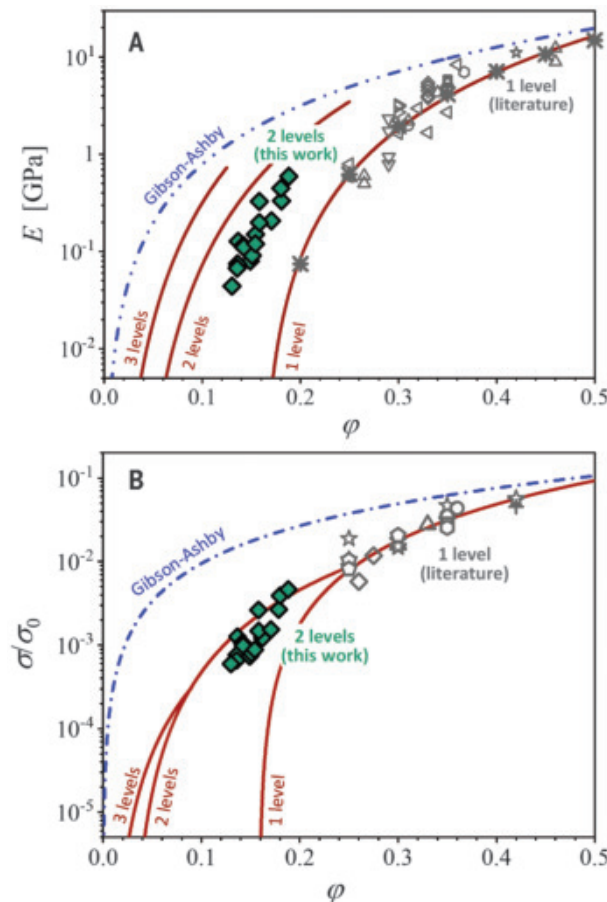 A
10¹
1
10⁻¹
10⁻²
E [GPa]
Gibson-Ashby
2 levels
(this work)
1 level
(literature)
3 levels
2 levels
1 level
0.0 0.1 0.2 0.3 0.4 0.5
φ
B
10⁻¹
10⁻²
10⁻³
10⁻⁴
10⁻⁵
σ/σ₀
Gibson-Ashby
1 level
(literature)
2 levels
(this work)
3 levels
2 levels
1 level
0.0 0.1 0.2 0.3 0.4 0.5
φ